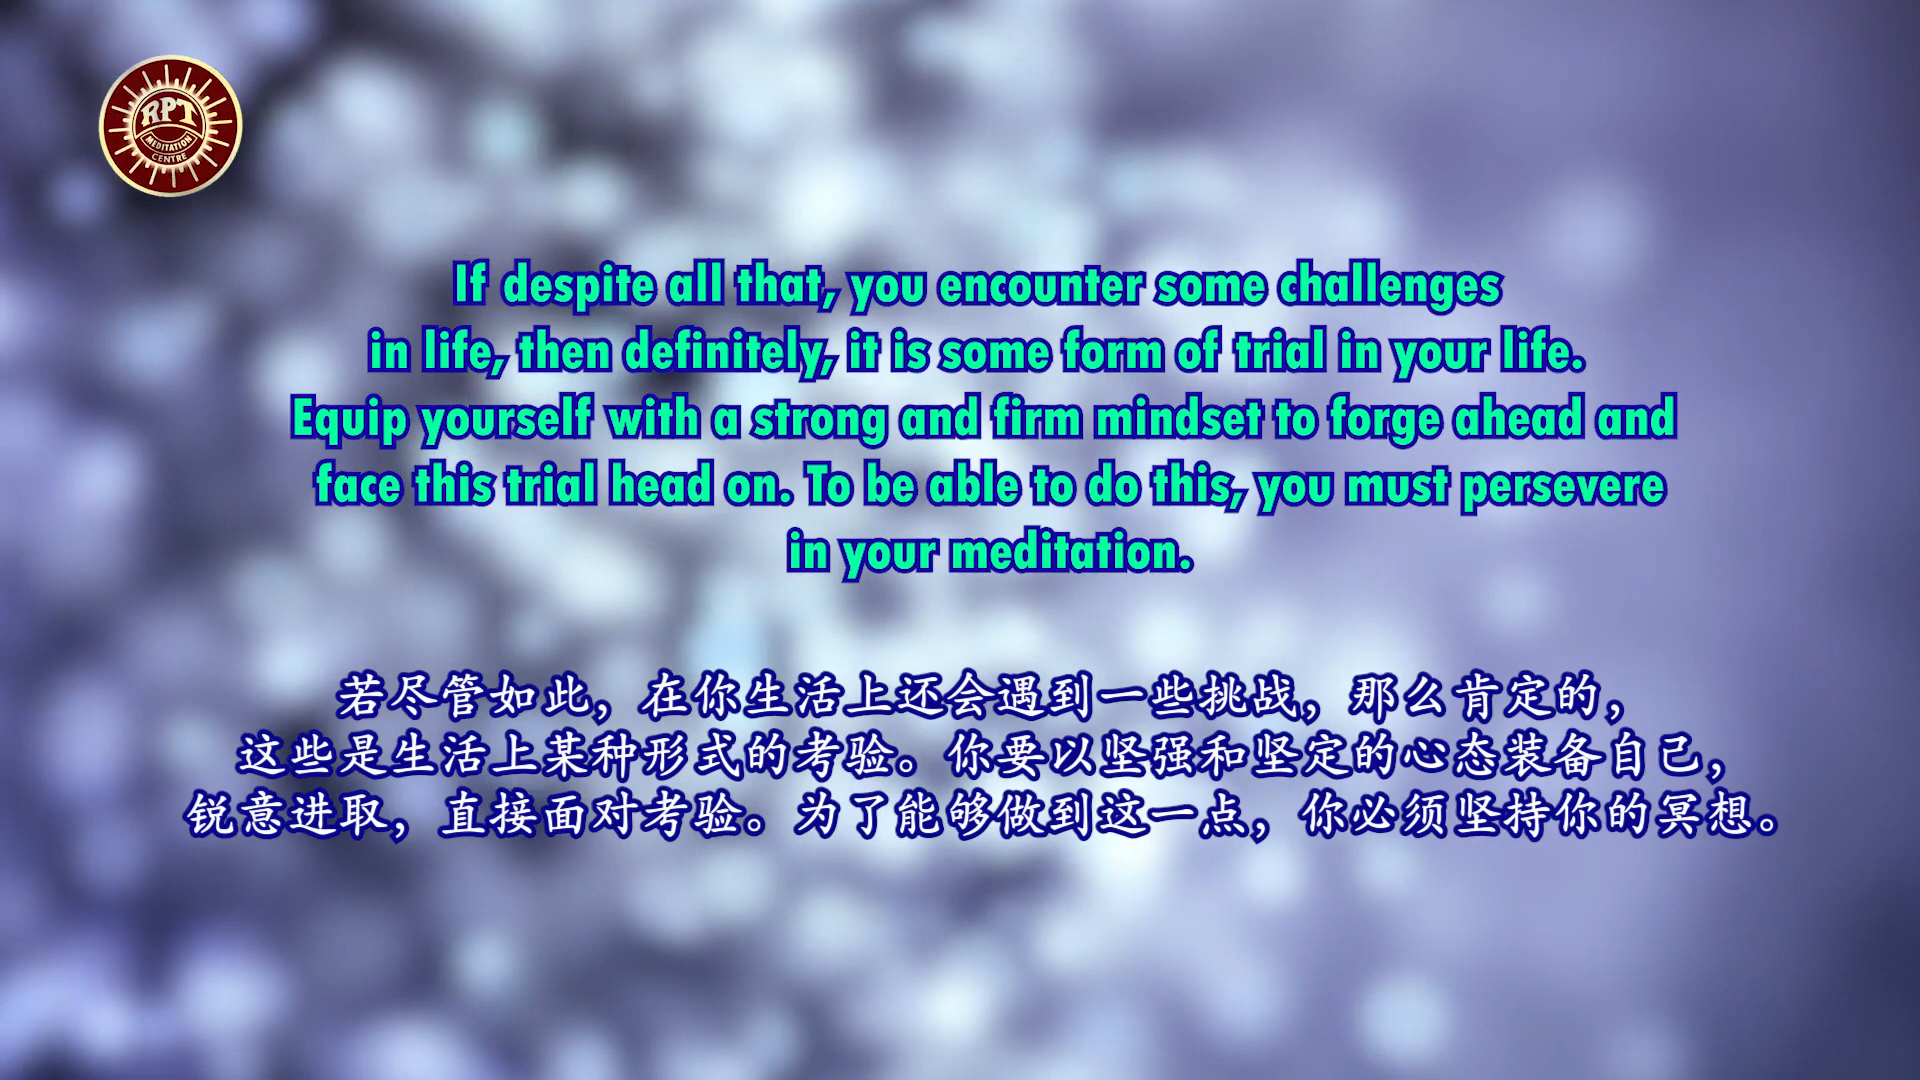 RPT
MEDITATION
CENTRE
If despite all that, you encounter some challenges
in life, then definitely, it is some form of trial in your life.
Equip yourself with a strong and firm mindset to forge ahead and
face this trial head on. To be able to do this, you must persevere
in your meditation.
若尽管如此，在你生活上还会遇到一些挑战，那么肯定的，
这些是生活上某种形式的考验。你要以坚强和坚定的心态装备自己，
锐意进取，直接面对考验。为了能够做到这一点，你必须坚持你的冥想。